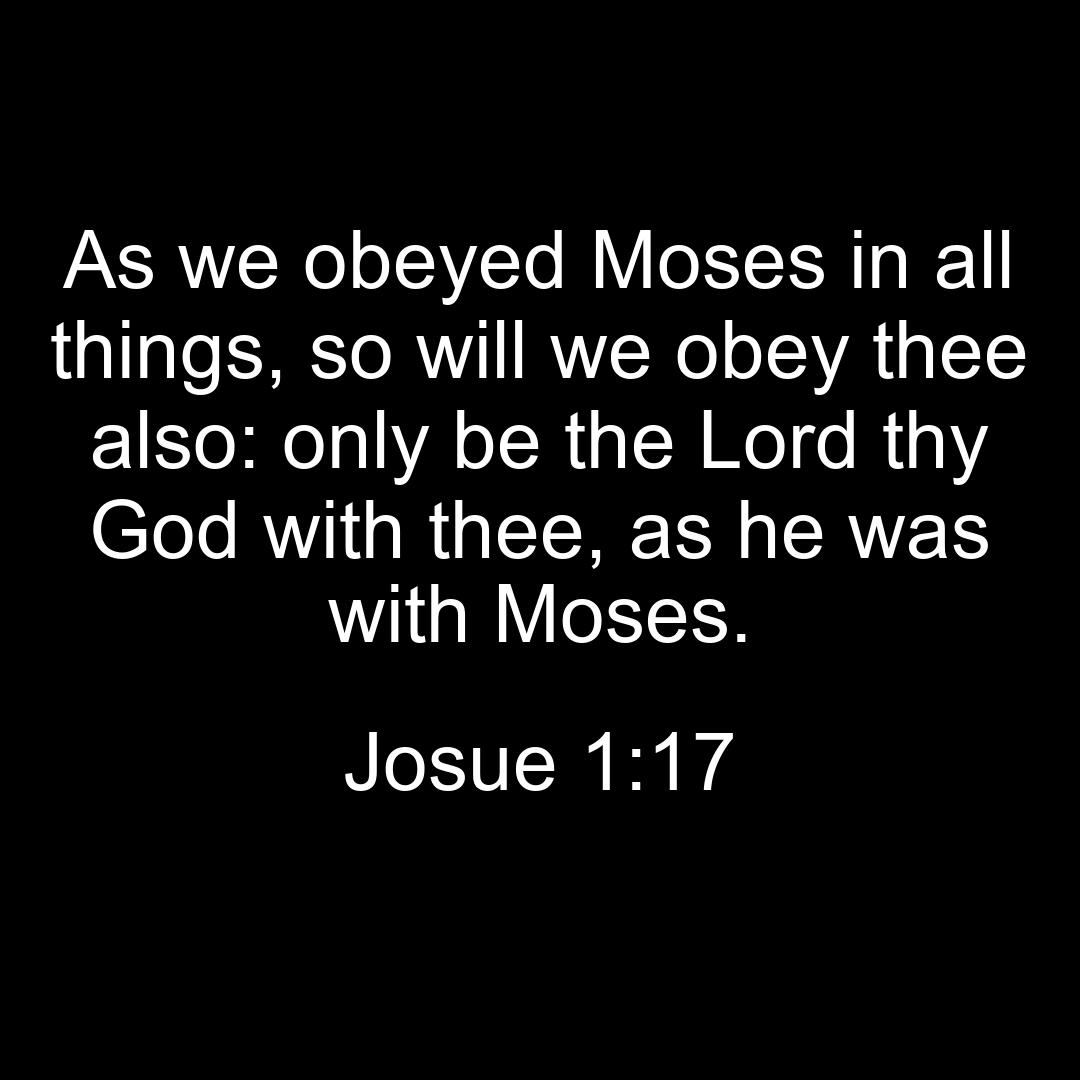 As we obeyed Moses in all
things, so will we obey thee
also: only be the Lord thy
God with thee, as he was
with Moses.
Josue 1:17